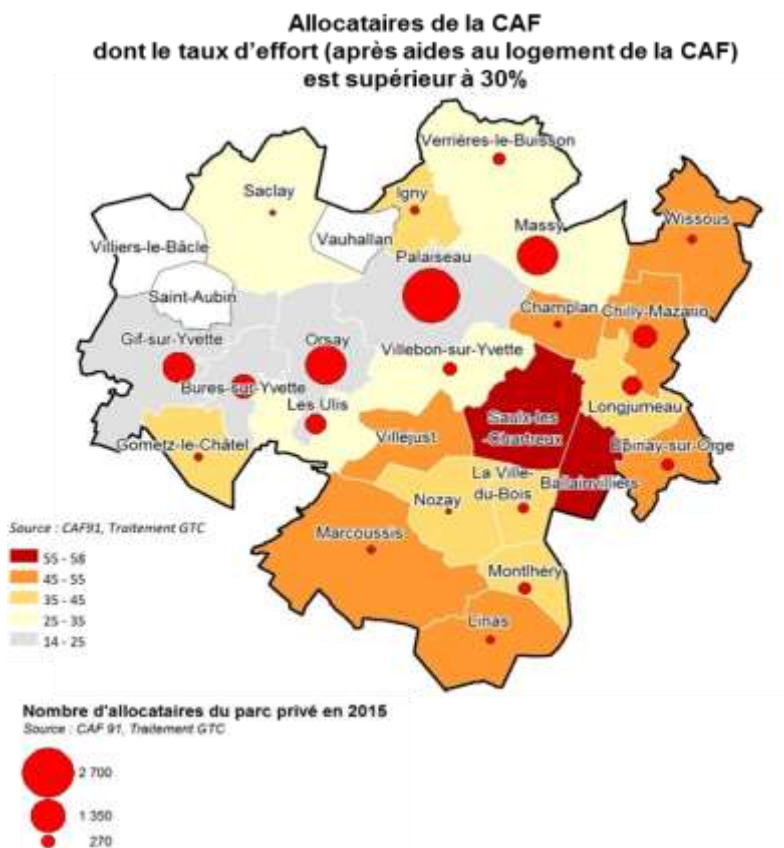 Allocataires de la CAF
dont le taux d'effort (après aides au logement de la CAF)
est supérieur à 30%
Verrières-le-Buisson
Saclay
Igny
Wissous
Massy
Vauhallan
Villiers-le-Bâcle
Palaiseau
Saint-Aubin
Champlan
Chilly-Mazarin
Gif-sur-Yvette
Orsay
Villebon-sur-Yvette
Bures-sur-Yvette
Les Ulis
Longjumeau
Saulx-les
-Chartreux
Villejust
Gometz-le-Châtel
Epinay-sur-Orge
La Ville-
du-Bois
Ballainvilliers
Nozay
Marcoussis
Montlhéry
Linas
Source : CAF91, Traitement GTC
55 - 58
45 - 55
35 - 45
25 - 35
14 - 25
Nombre d'allocataires du parc privé en 2015
Source : CAF 91, Traitement GTC
2 700
1 350
270